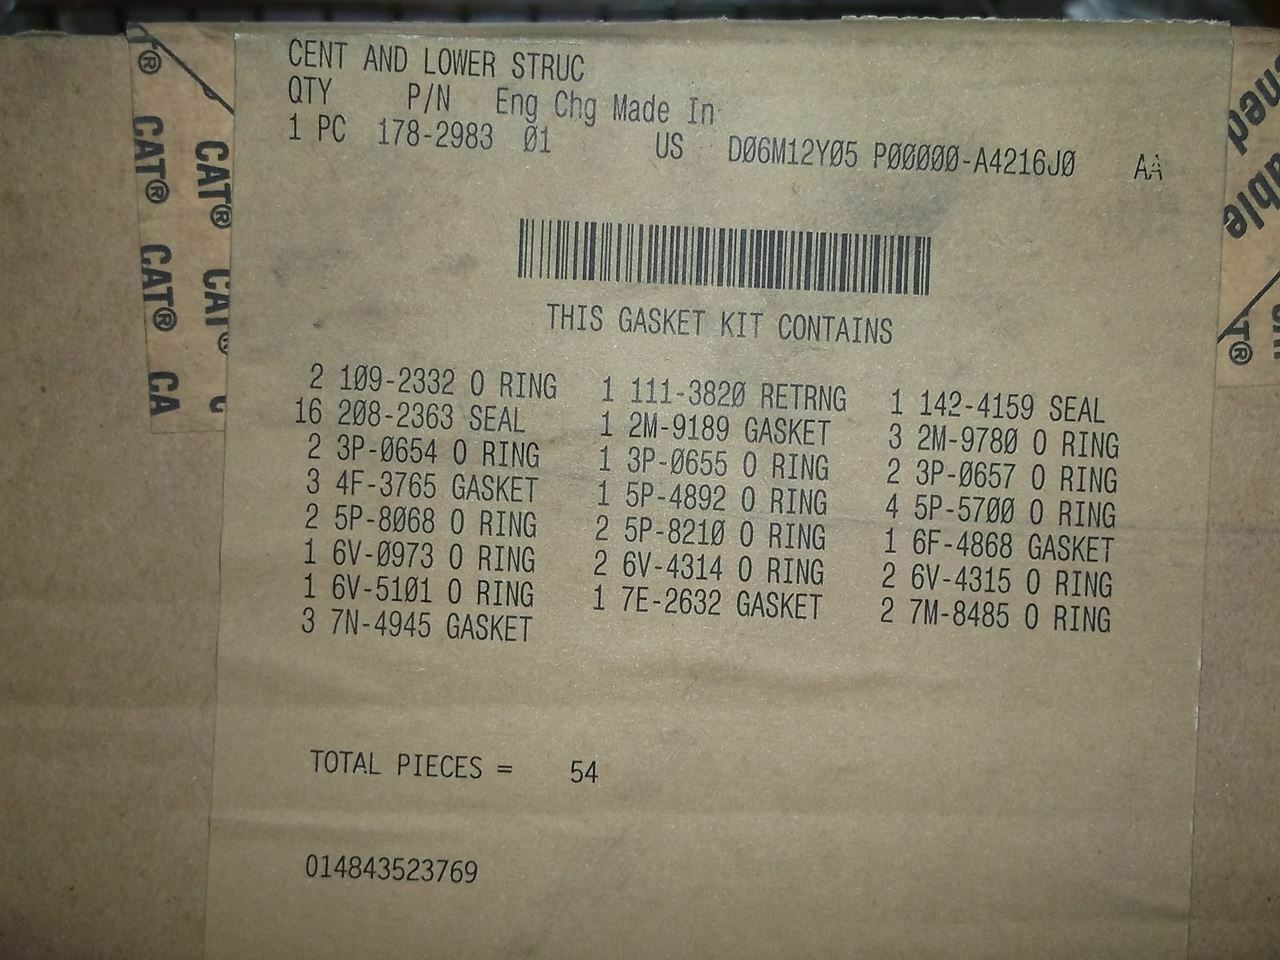 CENT AND LOWER STRUC
QTY P/N Eng Chg Made In
1 PC 178-2983 01 US D06M12Y05 P00000-A4216J0 AA
THIS GASKET KIT CONTAINS
2 109-2332 O RING 1 111-3820 RETRNG 1 142-4159 SEAL
16 208-2363 SEAL 1 2M-9189 GASKET 3 2M-9780 O RING
2 3P-0654 O RING 1 3P-0655 O RING 2 3P-0657 O RING
3 4F-3765 GASKET 1 5P-4892 O RING 4 5P-5700 O RING
2 5P-8068 O RING 2 5P-8210 O RING 1 6F-4868 GASKET
1 6V-0973 O RING 2 6V-4314 O RING 2 6V-4315 O RING
1 6V-5101 O RING 1 7E-2632 GASKET 2 7M-8485 O RING
3 7N-4945 GASKET
TOTAL PIECES = 54
014843523769
CAT®
CAT®
CAT®